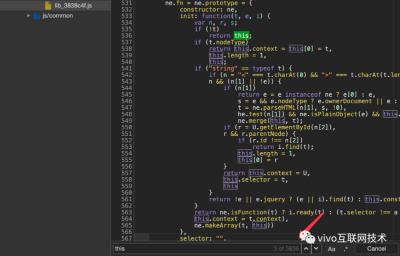 lib_3838c4f.js
js/common
531 ne.fn = ne.prototype = {
532 constructor: ne,
533 init: function(t, e, i) {
534 var n, r, s;
535 if (!t)
536 return this;
537 if (t.nodeType)
538 return this.context = this[0] = t,
539 this.length = 1,
540 this;
541 if ("string" == typeof t) {
542 if (n = "<" === t.charAt(0) && ">" === t.charAt(t.len
543 n && (n[1] || !e)) {
544 if (n[1])
545 return e = e instanceof ne ? e[0] : e,
546 s = e && e.nodeType ? e.ownerDocument || e :
547 t = ne.parseHTML(n[1], s, !0),
548 he.test(n[1]) && ne.isPlainObject(e) && this.
549 ne.merge(this, t);
550 if (r = U.getElementById(n[2]),
551 r && r.parentNode) {
552 if (r.id !== n[2])
553 return i.find(t);
554 this.length = 1,
555 this[0] = r
556 }
557 return this.context = U,
558 this.selector = t,
559 this
560 }
561 return !e || e.jquery ? (e || i).find(t) : this.const
562 }
563 return ne.isFunction(t) ? i.ready(t) : (t.selector !== a
564 this.context = t.context),
565 ne.makeArray(t, this))
566 },
567 selector: "",
this
3 of 3836
Aa
.*
Cancel
vivo互联网技术